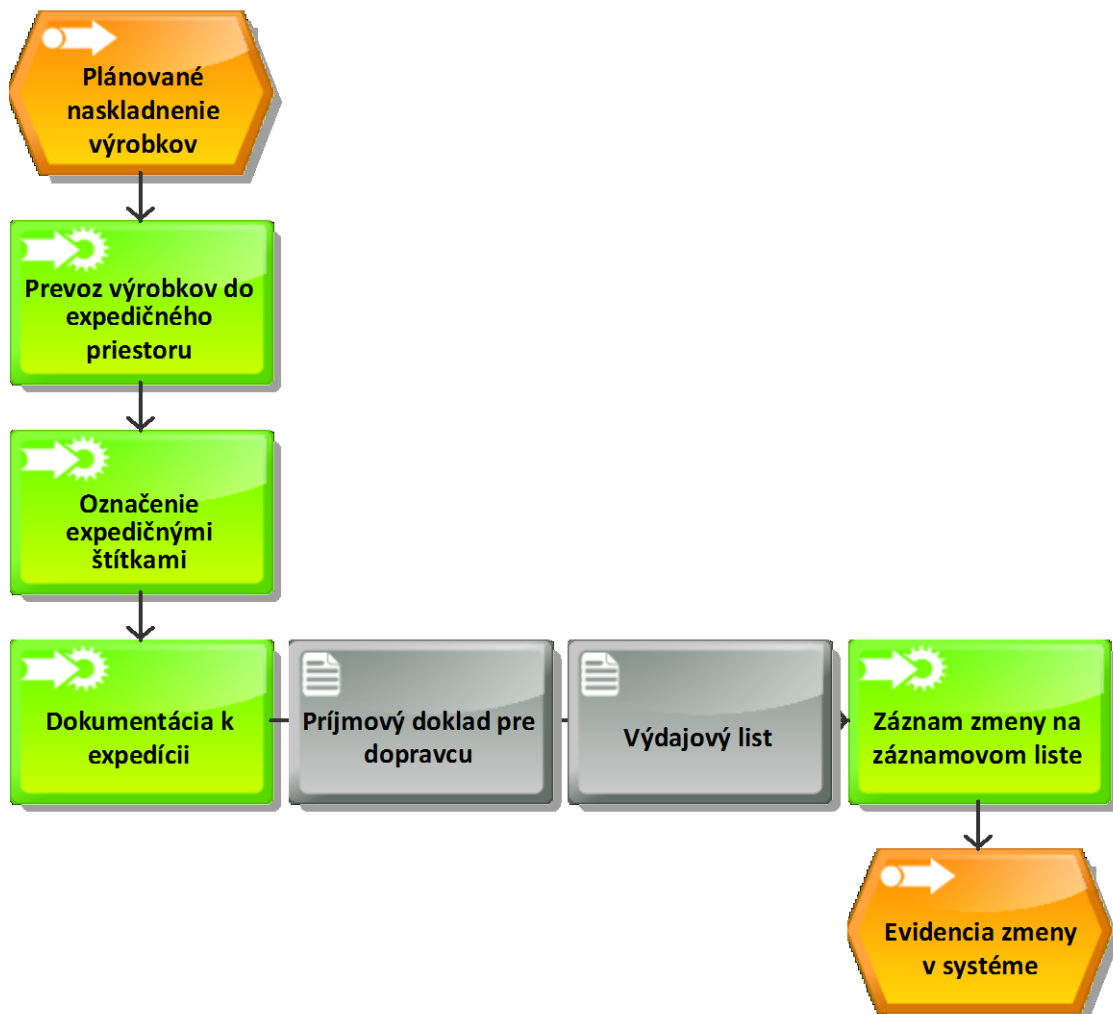 Plánované
naskladnenie
výrobkov
Prevoz výrobkov do
expedičného
priestoru
Označenie
expedičnými
štítkami
Dokumentácia k
expedícii
Príjmový doklad pre
dopravcu
Výdajový list
Záznam zmeny na
záznamovom liste
Evidencia zmeny
v systéme